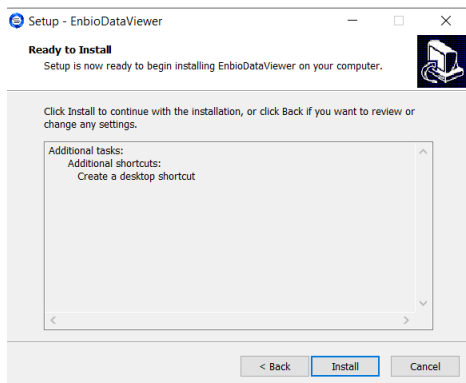 Setup - EnbioDataViewer
Ready to Install
Setup is now ready to begin installing EnbioDataViewer on your computer.
Click Install to continue with the installation, or click Back if you want to review or
change any settings.
Additional tasks:
Additional shortcuts:
Create a desktop shortcut
< Back
Install
Cancel